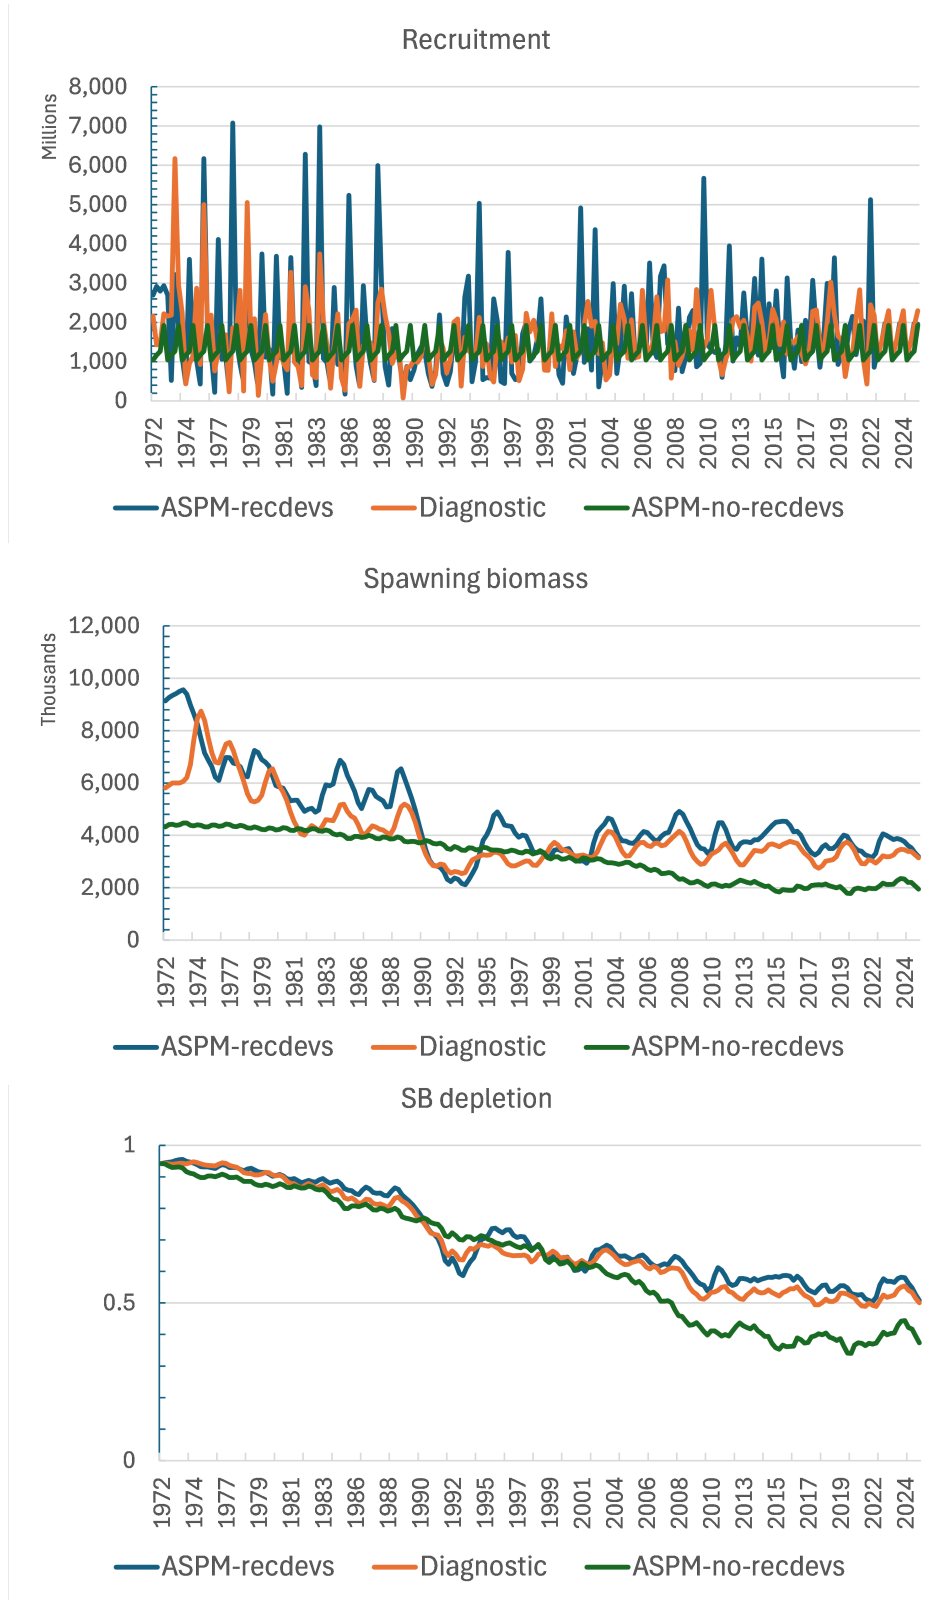 Recruitment
Millions
8,000
7,000
6,000
5,000
4,000
3,000
2,000
1,000
0
1972 1974 1977 1979 1981 1983 1986 1988 1990 1992 1995 1997 1999 2001 2004 2006 2008 2010 2013 2015 2017 2019 2022 2024
ASPM-recdevs Diagnostic ASPM-no-recdevs
Spawning biomass
Thousands
12,000
10,000
8,000
6,000
4,000
2,000
0
1972 1974 1977 1979 1981 1983 1986 1988 1990 1992 1995 1997 1999 2001 2004 2006 2008 2010 2013 2015 2017 2019 2022 2024
ASPM-recdevs Diagnostic ASPM-no-recdevs
SB depletion
1
0.5
0
1972 1974 1977 1979 1981 1983 1986 1988 1990 1992 1995 1997 1999 2001 2004 2006 2008 2010 2013 2015 2017 2019 2022 2024
ASPM-recdevs Diagnostic ASPM-no-recdevs